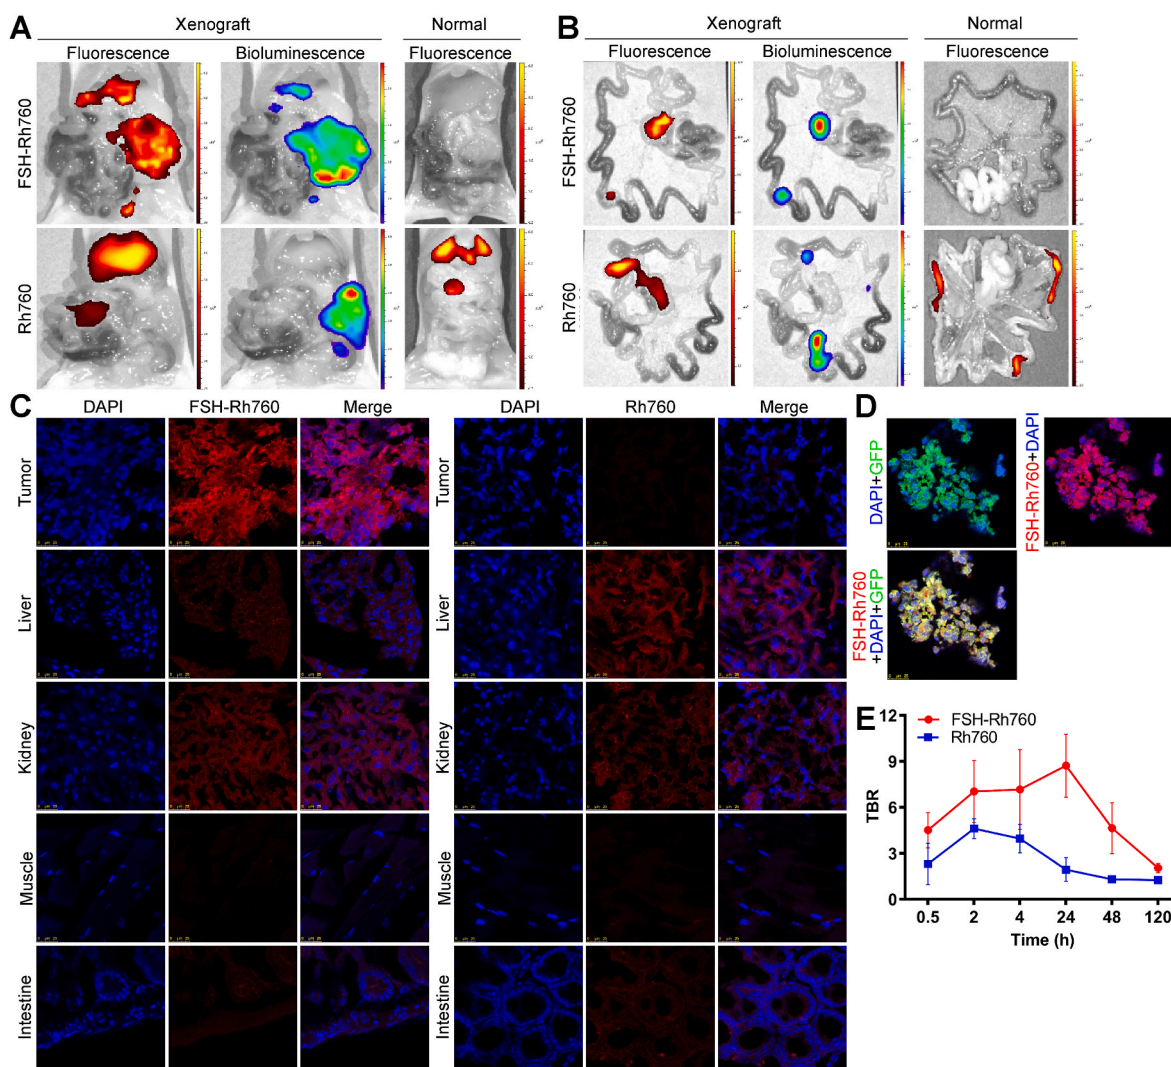 A
Xenograft
Normal
Fluorescence
Bioluminescence
Fluorescence
FSH-Rh760
Rh760
B
Xenograft
Normal
Fluorescence
Bioluminescence
Fluorescence
FSH-Rh760
Rh760
C
DAPI
FSH-Rh760
Merge
DAPI
Rh760
Merge
Tumor
Liver
Kidney
Muscle
Intestine
Tumor
Liver
Kidney
Muscle
Intestine
D
DAPI+GFP
FSH-Rh760+DAPI
FSH-Rh760
+DAPI+GFP
E
FSH-Rh760
Rh760
TBR
12
9
6
3
0
0.5 2 4 24 48 120
Time (h)